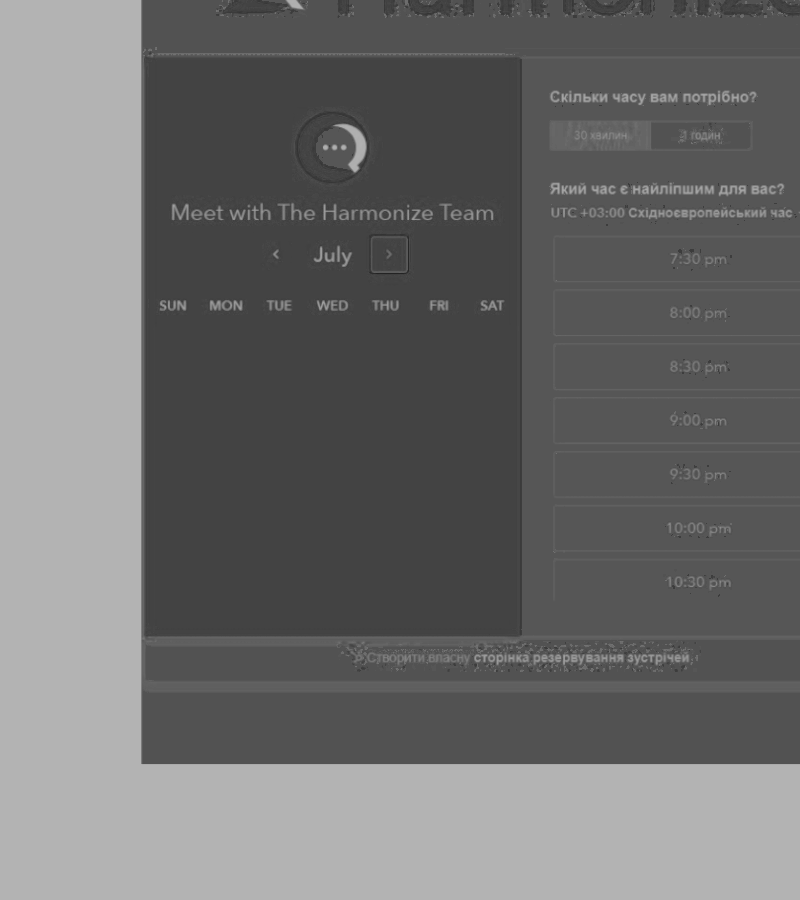 Harmonize
Скільки часу вам потрібно?
30 хвилин
годин
Meet with The Harmonize Team
‹ July ›
SUN MON TUE WED THU FRI SAT
Який час є найліпшим для вас?
UTC +03:00 Східноєвропейський час
7:30 pm
8:00 pm
8:30 pm
9:00 pm
9:30 pm
10:00 pm
10:30 pm
Створити власну сторінка резервування зустрічей